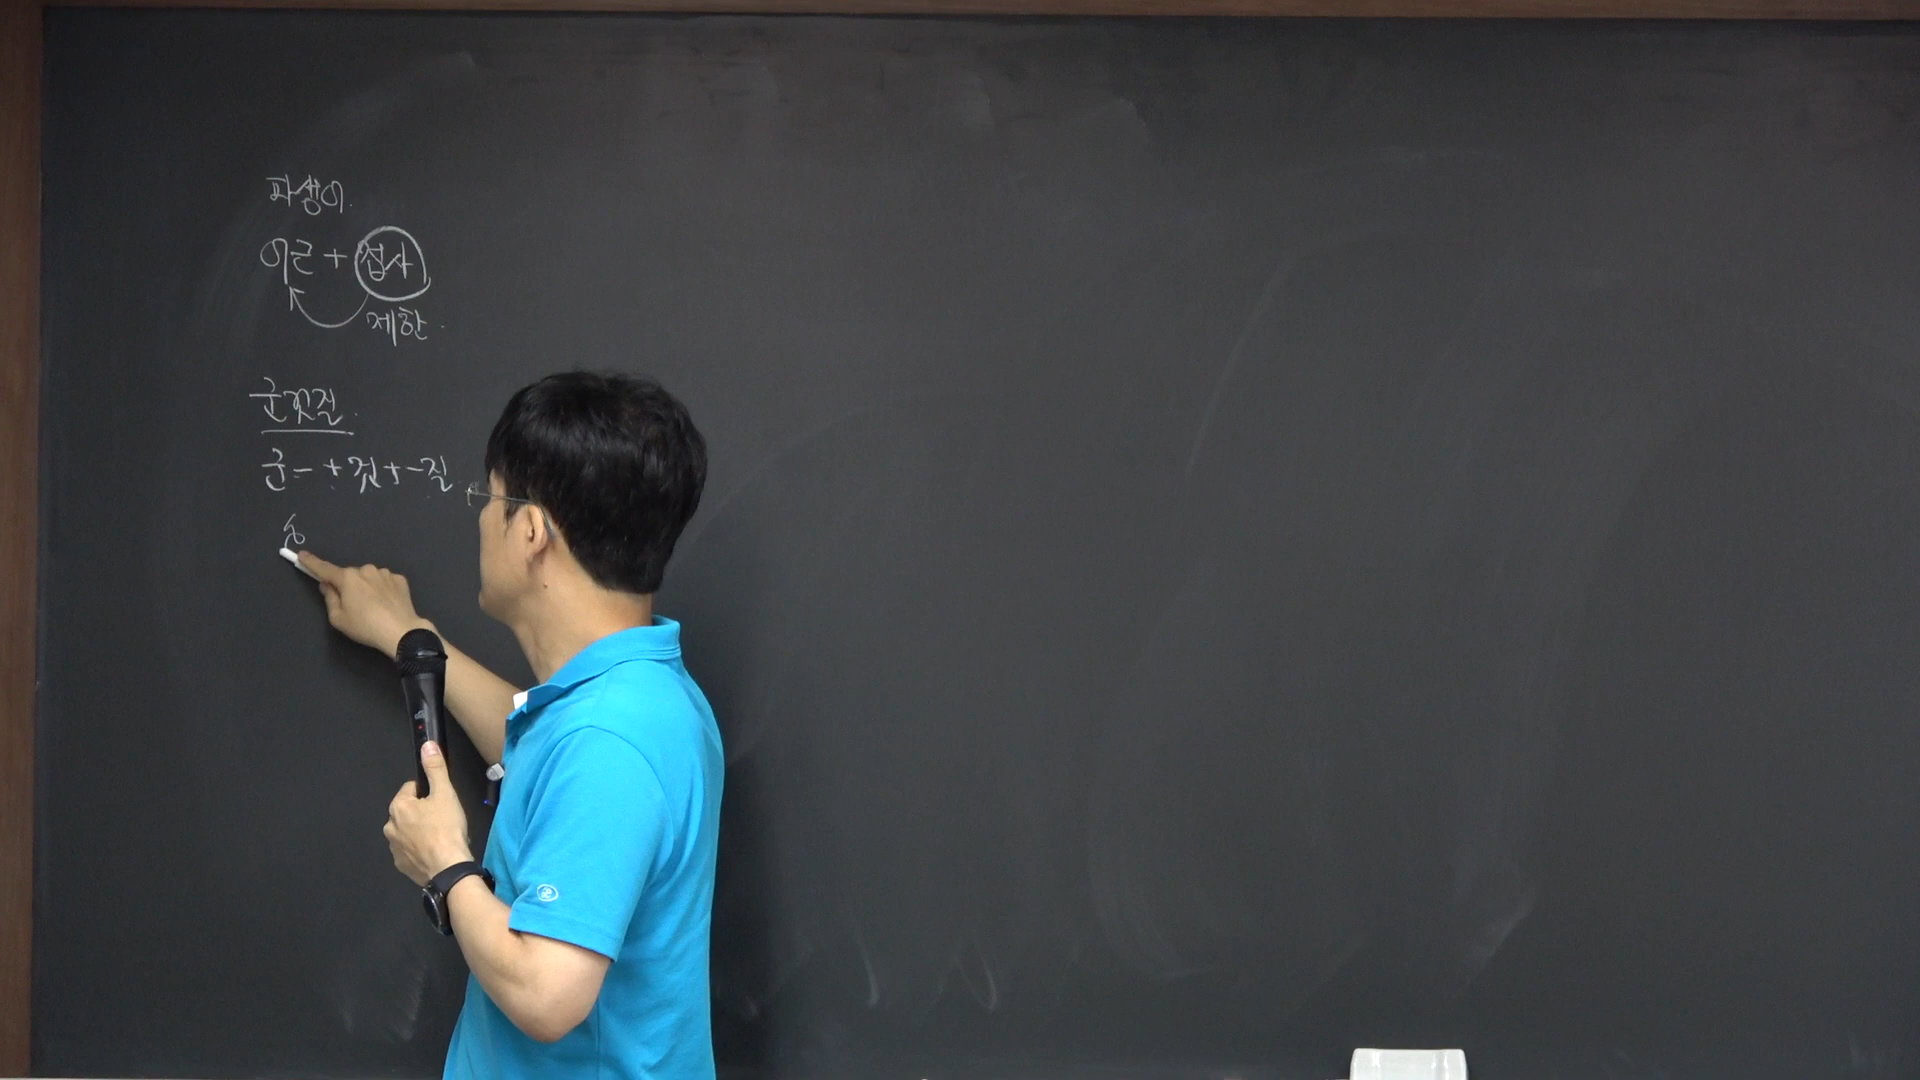 파생어.
어근 + 접사
제한.
군것질.
군- + 것 + -질.